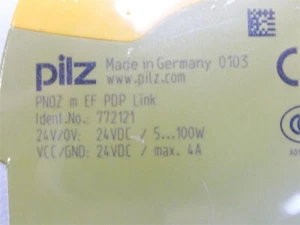 pilz Made in Germany 0103
www.pilz.com
PNOZ m EF PDP Link
Ident.No.: 772121
24V/0V: 24VDC / 5...100W
VCC/GND: 24VDC / max. 4A